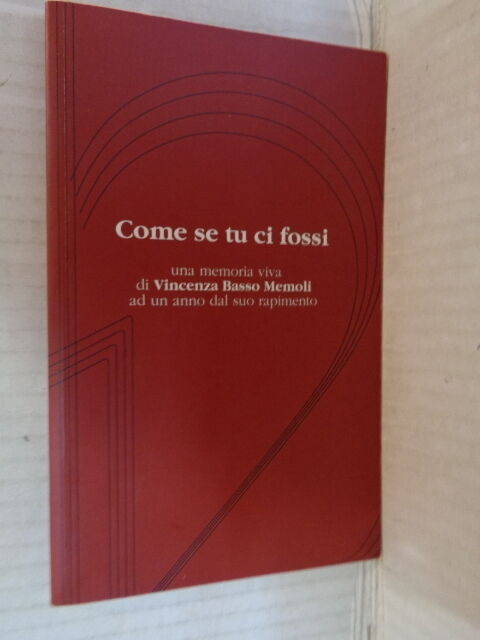 Come se tu ci fossi
una memoria viva
di Vincenza Basso Memoli
ad un anno dal suo rapimento